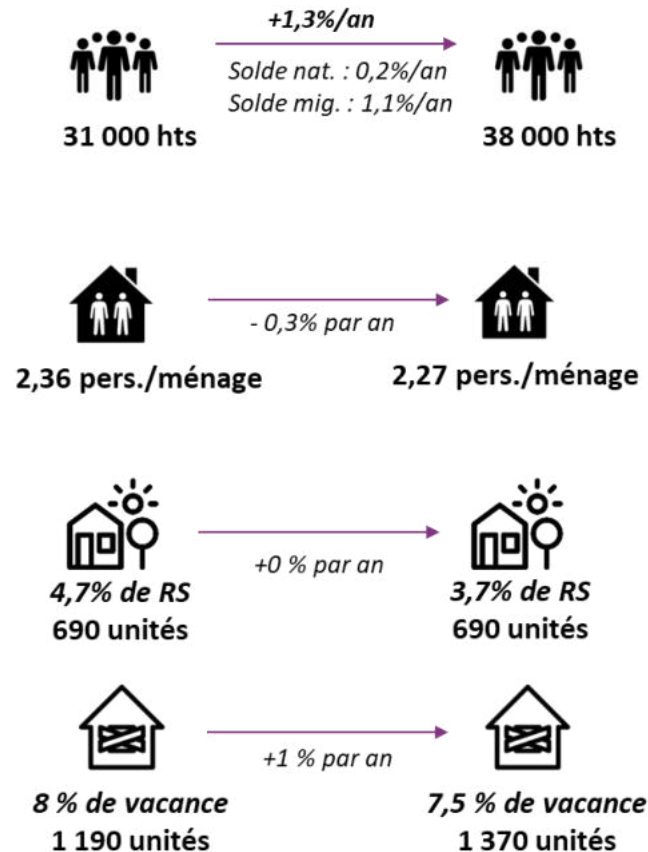 +1,3%/an
Solde nat. : 0,2%/an
Solde mig. : 1,1%/an
31 000 hts
38 000 hts
- 0,3% par an
2,36 pers./ménage
2,27 pers./ménage
+0 % par an
4,7% de RS
690 unités
3,7% de RS
690 unités
+1 % par an
8 % de vacance
1 190 unités
7,5 % de vacance
1 370 unités